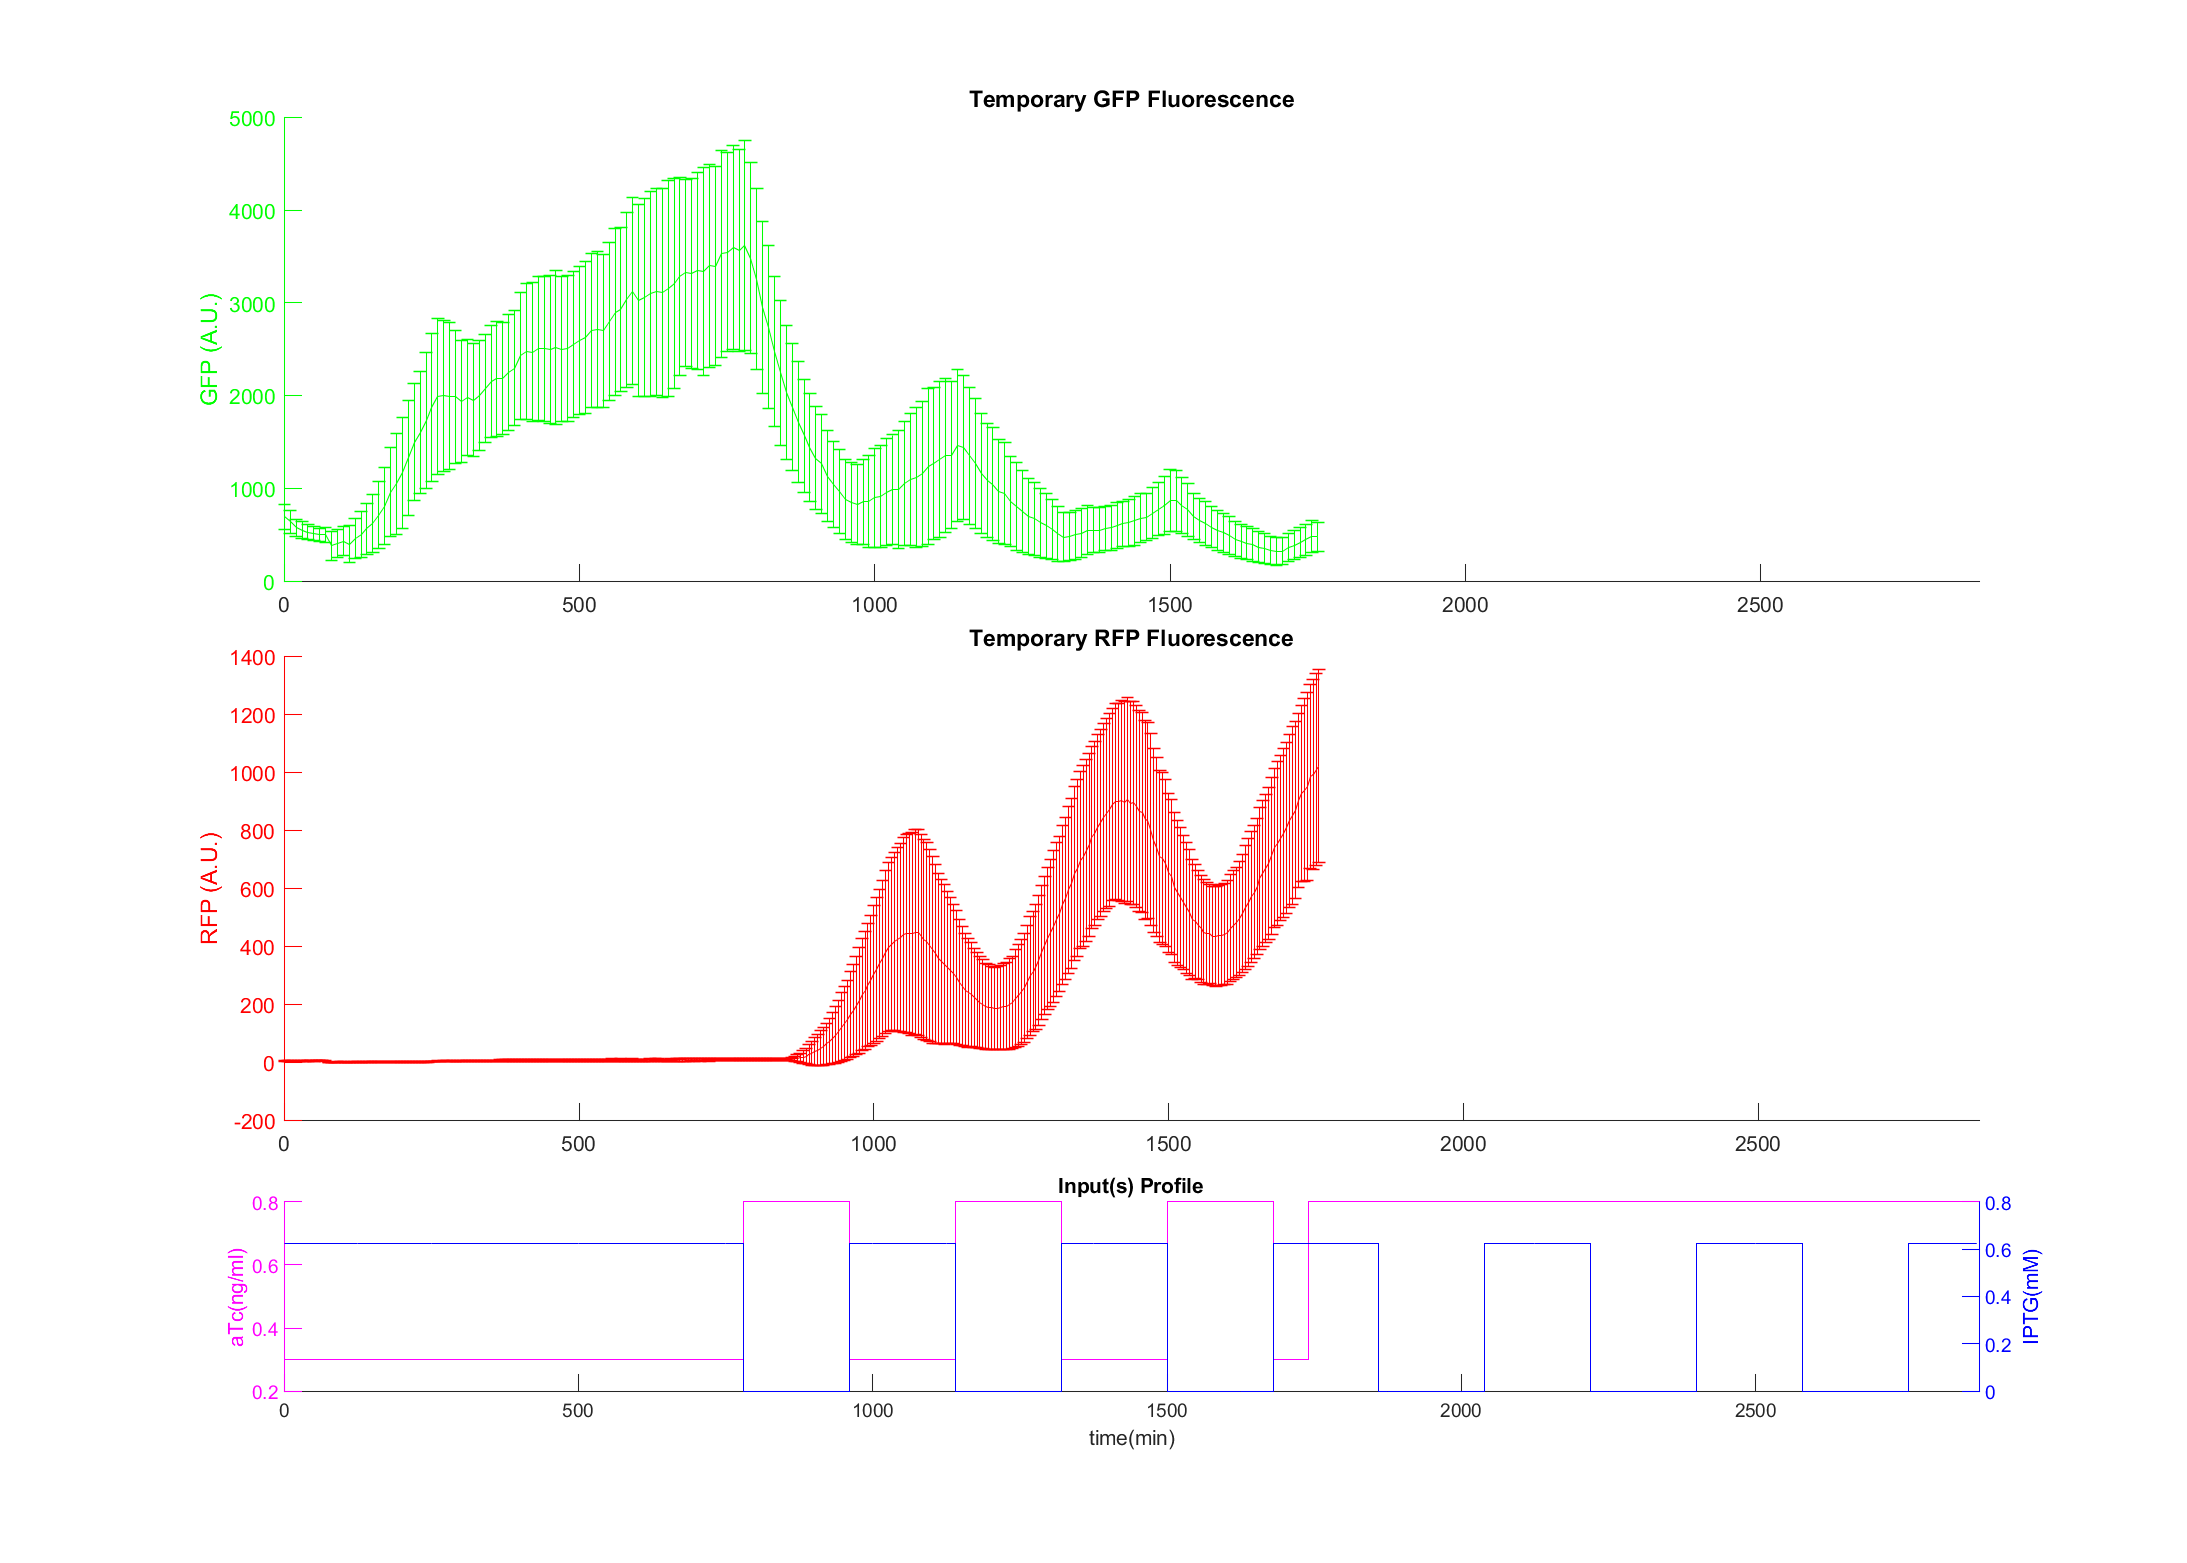 Temporary GFP Fluorescence
5000
4000
3000
2000
1000
0
GFP (A.U.)
0 500 1000 1500 2000 2500
Temporary RFP Fluorescence
1400
1200
1000
800
600
400
200
0
-200
RFP (A.U.)
0 500 1000 1500 2000 2500
Input(s) Profile
0.8
0.6
0.4
0.2
aTc(ng/ml)
0.8
0.6
0.4
0.2
0
IPTG(mM)
0 500 1000 1500 2000 2500
time(min)